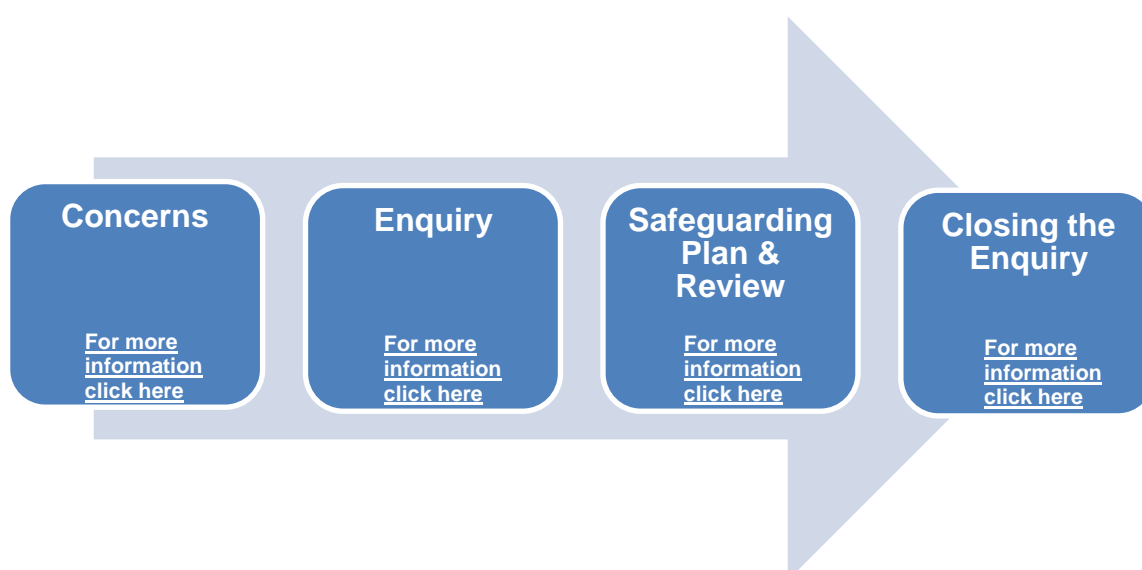 Concerns
For more
information
click here
Enquiry
For more
information
click here
Safeguarding
Plan &
Review
For more
information
click here
Closing the
Enquiry
For more
information
click here